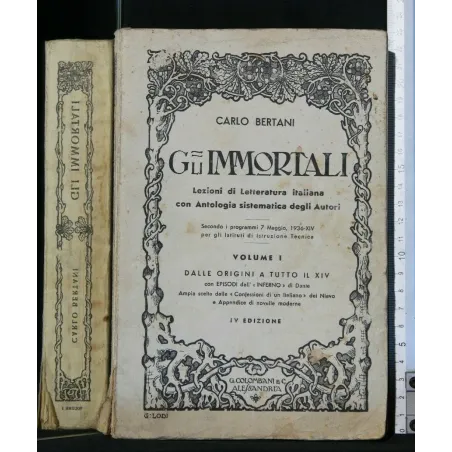 CARLO BERTANI
GLI IMMORTALI
Lezioni di Letteratura italiana
con Antologia sistematica degli Autori
Secondo i programmi 7 Maggio, 1936-XIV
per gli Istituti di Istruzione Tecnica
VOLUME I
DALLE ORIGINI A TUTTO IL XIV
con EPISODI dell' «INFERNO» di Dante
Ampia scelta delle «Confessioni di un Italiano» del Nievo
e Appendice di novelle moderne
IV EDIZIONE
G. COLOMBANI & C.
ALESSANDRIA
G. LODI
GLI IMMORTALI
CARLO BERTANI